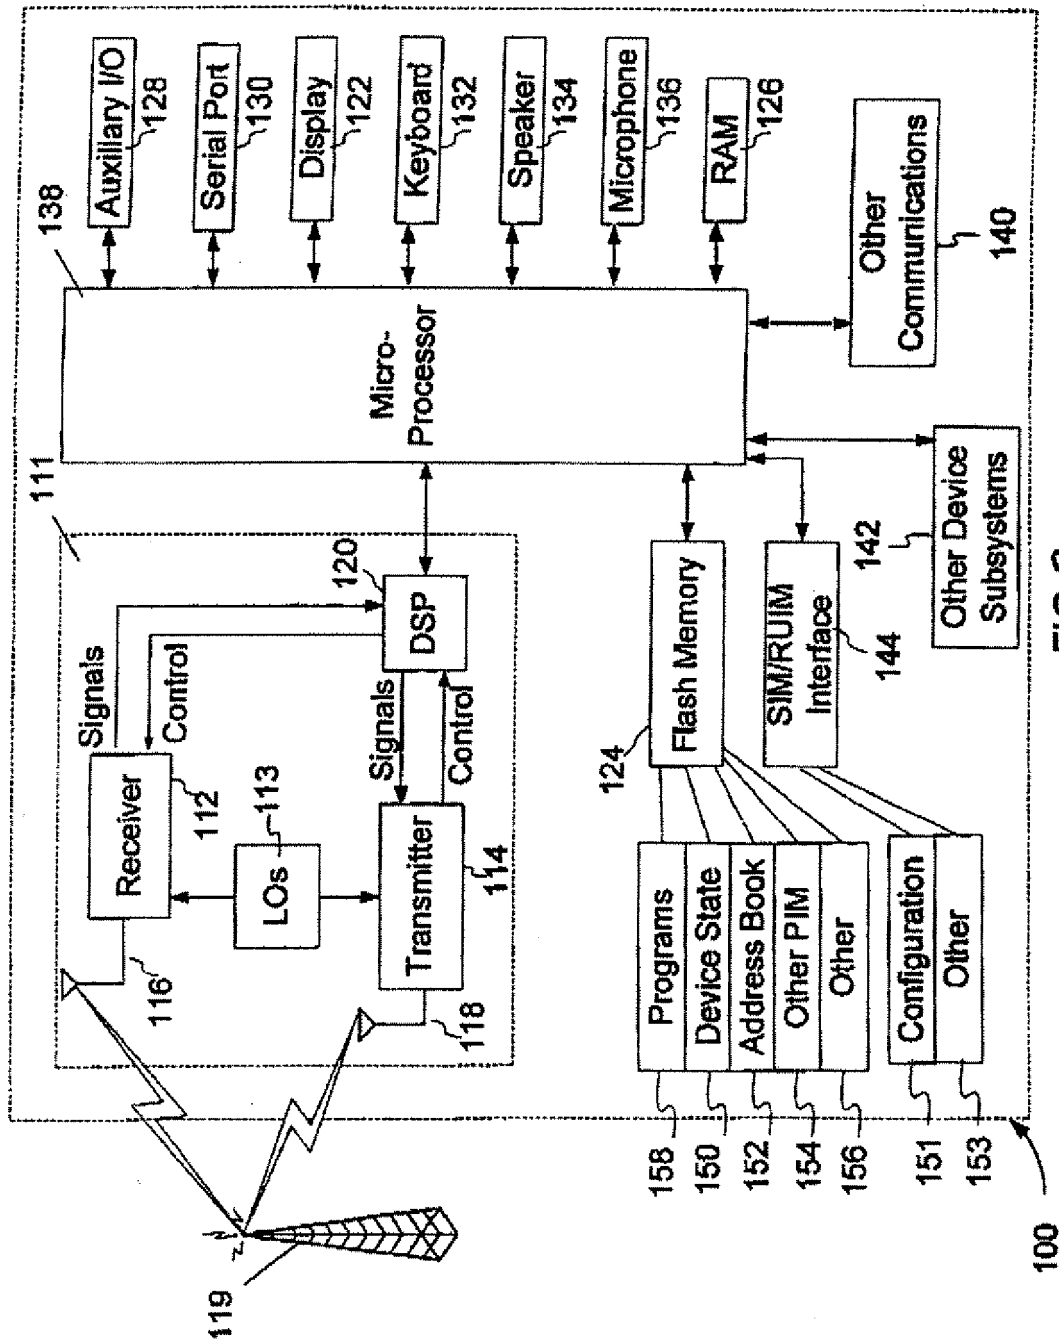 138
111
Auxiliary I/O
128
Serial Port
130
Display
122
Keyboard
132
Speaker
134
Microphone
136
RAM
126
Micro-
Processor
Other
Communications
140
Other Device
Subsystems
142
Signals
Control
Receiver
112
116
LOs
113
DSP
120
Signals
Control
Transmitter
114
118
119
Flash Memory
124
SIM/RUIM
Interface
144
Programs
158
Device State
150
Address Book
152
Other PIM
154
Other
156
Configuration
151
Other
153
100